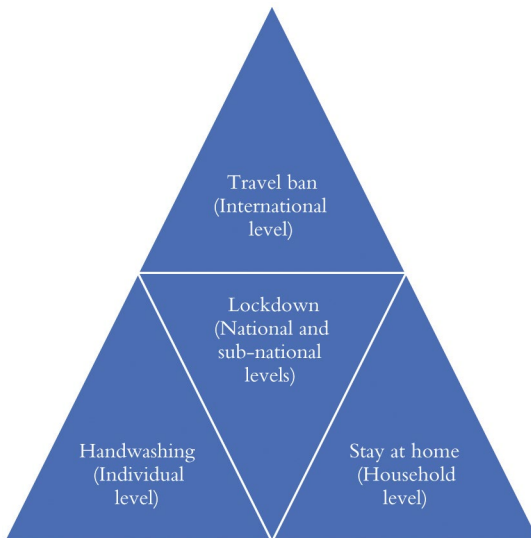 Travel ban
(International
level)
Lockdown
(National and
sub-national
levels)
Handwashing
(Individual
level)
Stay at home
(Household
level)